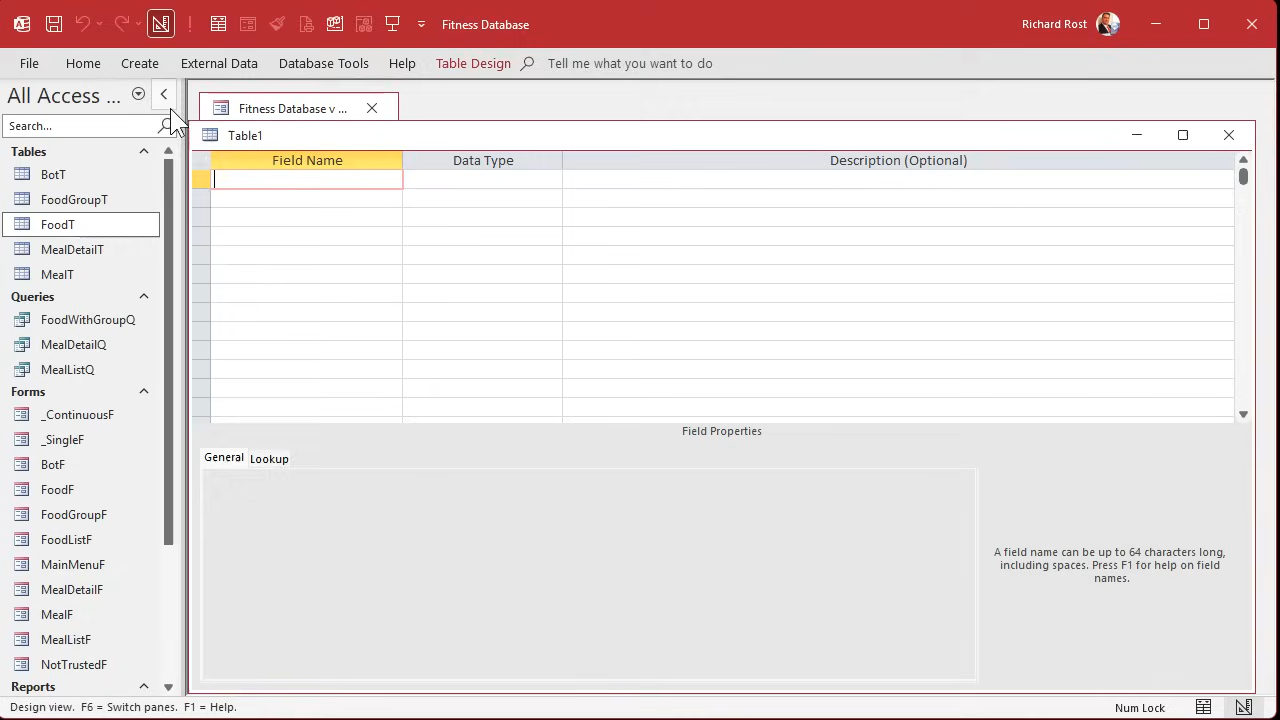 Fitness Database
Richard Rost
File
Home
Create
External Data
Database Tools
Help
Table Design
Tell me what you want to do
All Access ...
Search...
Tables
BotT
FoodGroupT
FoodT
MealDetailT
MealT
Queries
FoodWithGroupQ
MealDetailQ
MealListQ
Forms
_ContinuousF
_SingleF
BotF
FoodF
FoodGroupF
FoodListF
MainMenuF
MealDetailF
MealF
MealListF
NotTrustedF
Reports
Fitness Database v ...
Table1
Field Name
Data Type
Description (Optional)
Field Properties
General
Lookup
A field name can be up to 64 characters long,
including spaces. Press F1 for help on field
names.
Design view. F6 = Switch panes. F1 = Help.
Num Lock